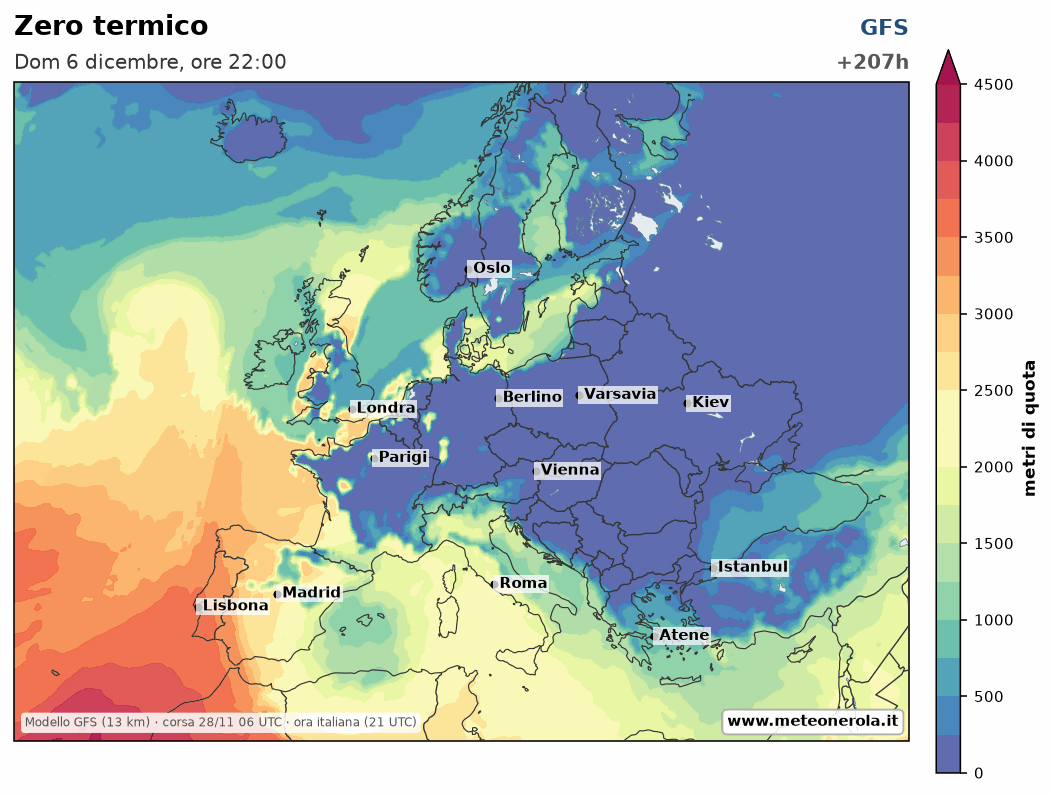 Zero termico
GFS
Dom 6 dicembre, ore 22:00
+207h
4500
4000
3500
3000
2500
2000
1500
1000
500
0
metri di quota
Oslo
Berlino
Varsavia
Kiev
Londra
Parigi
Vienna
Istanbul
Roma
Madrid
Lisbona
Atene
Modello GFS (13 km) · corsa 28/11 06 UTC · ora italiana (21 UTC)
www.meteonerola.it